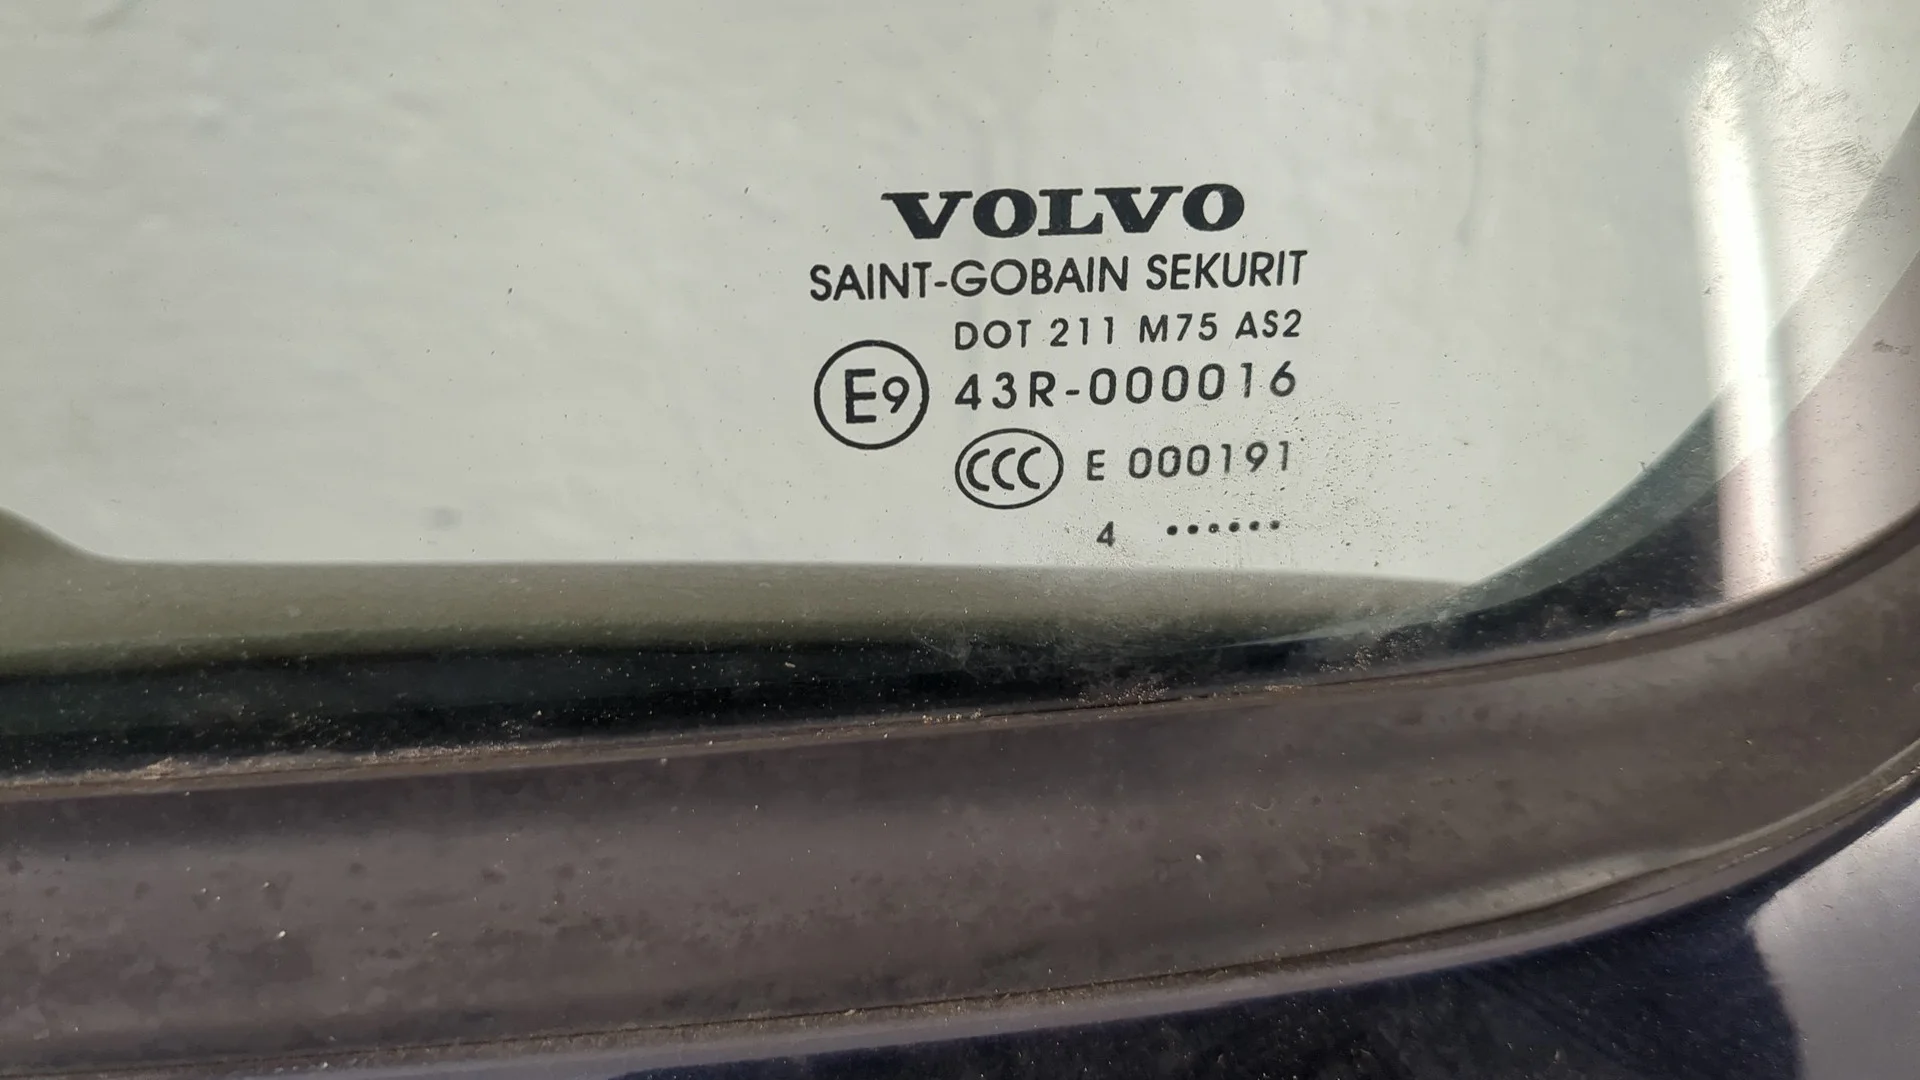 VOLVO
SAINT-GOBAIN SEKURIT
DOT 211 M75 AS2
E9 43R-000016
CCC E 000191
4 ••••••